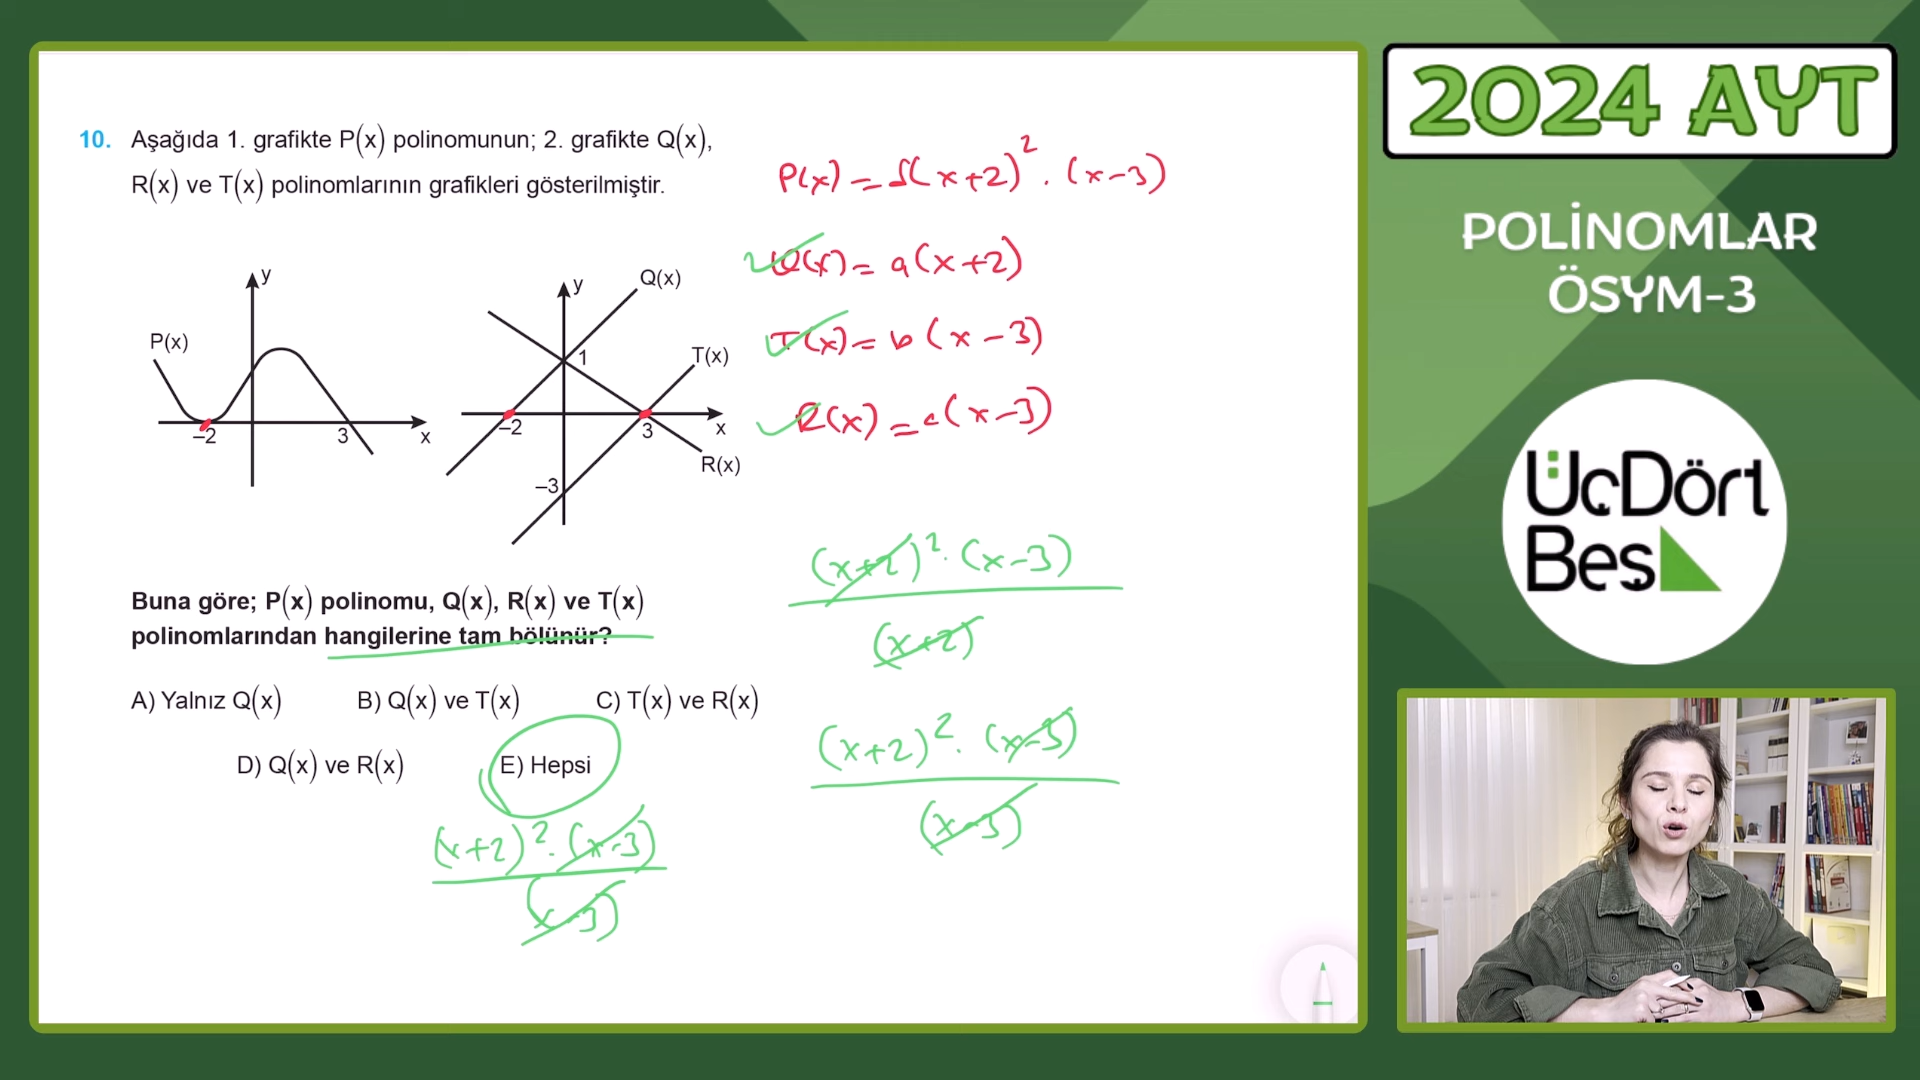 10. Aşağıda 1. grafikte P(x) polinomunun; 2. grafikte Q(x),
R(x) ve T(x) polinomlarının grafikleri gösterilmiştir.
P(x)
y
–2
3
x
Q(x)
y
1
T(x)
–2
3
x
R(x)
–3
P(x) = (x+2)² . (x-3)
Q(x) = a(x+2)
T(x) = b(x-3)
R(x) = c(x-3)
Buna göre; P(x) polinomu, Q(x), R(x) ve T(x)
polinomlarından hangilerine tam bölünür?
A) Yalnız Q(x)
B) Q(x) ve T(x)
C) T(x) ve R(x)
D) Q(x) ve R(x)
E) Hepsi
(x+2)² . (x-3)
(x+2)
(x+2)² . (x-3)
(x-3)
(x+2)² . (x-3)
(x-3)
2024 AYT
POLİNOMLAR
ÖSYM-3
ÜçDört
Beş